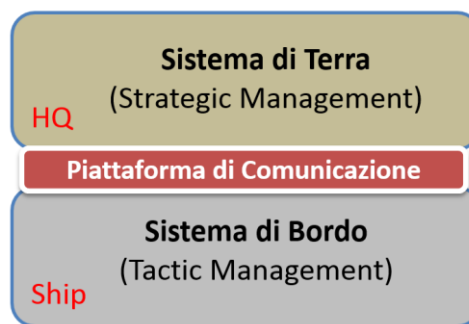 Sistema di Terra
(Strategic Management)
HQ
Piattaforma di Comunicazione
Sistema di Bordo
(Tactic Management)
Ship